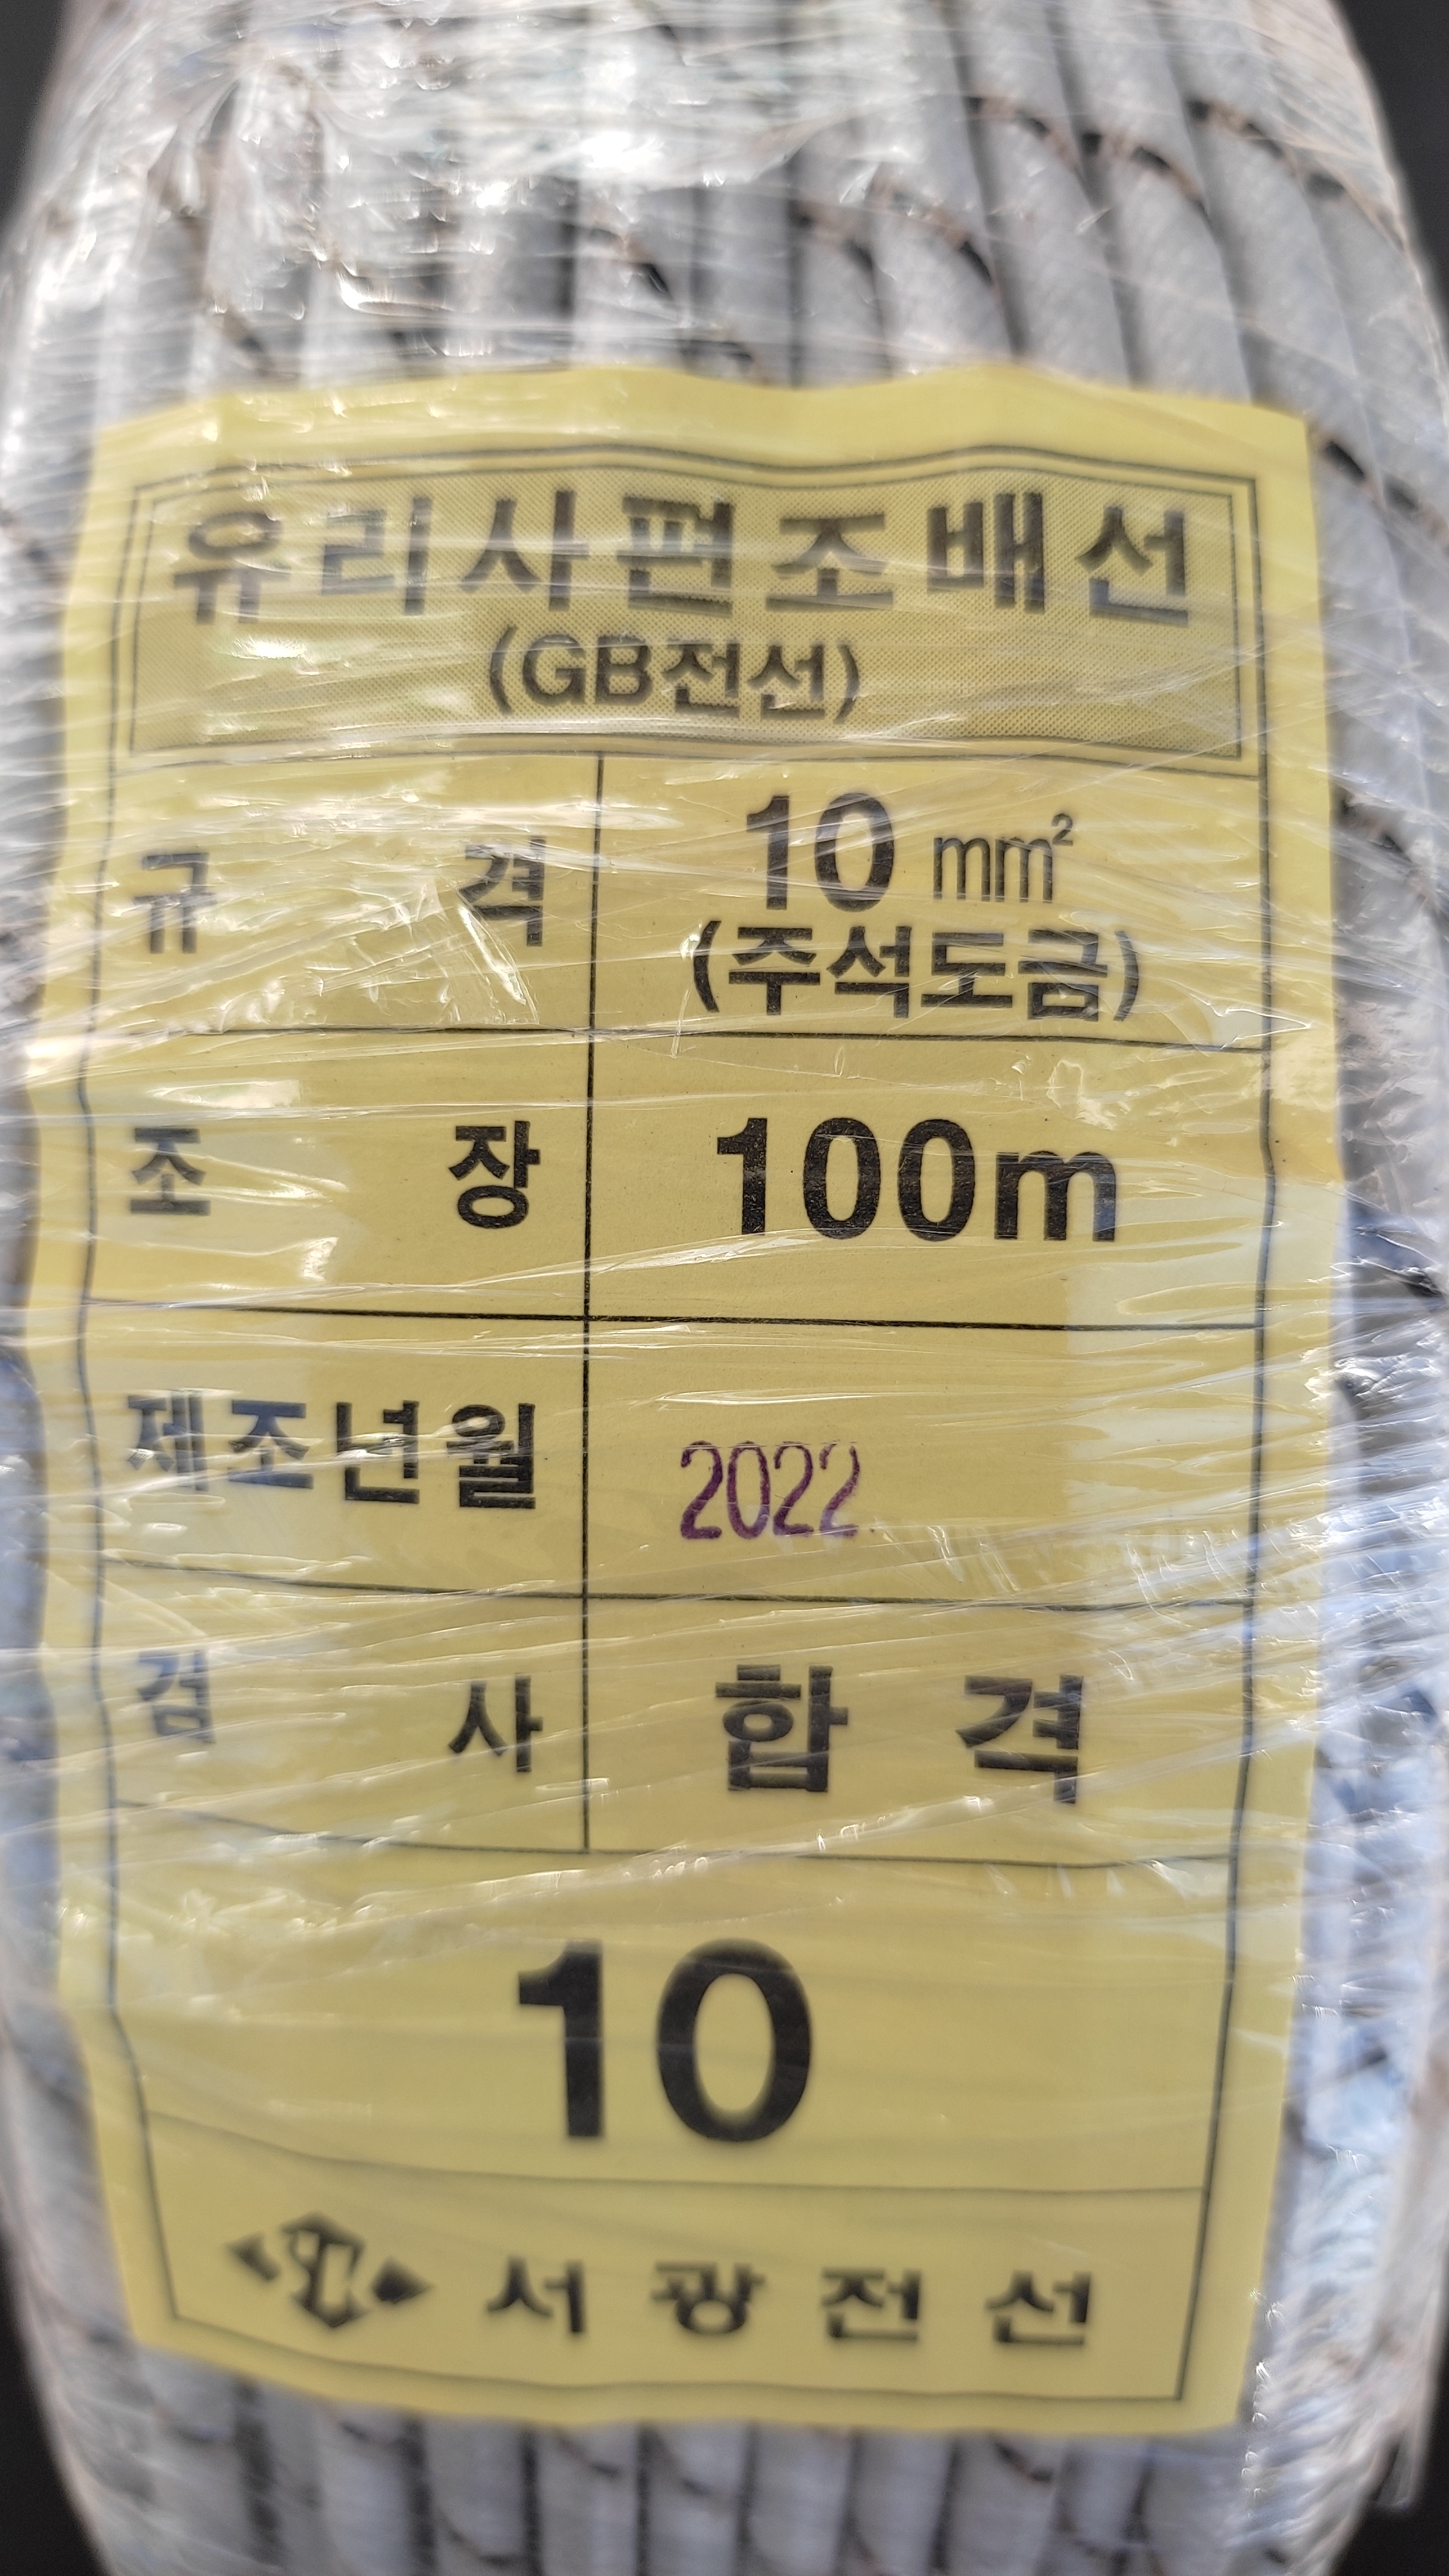 유리사편조배선
(GB전선)
규 격 10 mm²
(주석도금)
조 장 100m
제조년월 2022
검 사 합 격
10
서 광 전 선